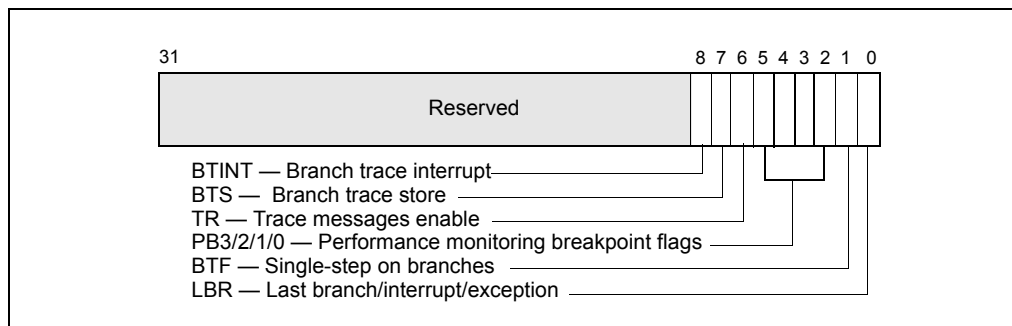 31 8 7 6 5 4 3 2 1 0
Reserved
BTINT — Branch trace interrupt
BTS — Branch trace store
TR — Trace messages enable
PB3/2/1/0 — Performance monitoring breakpoint flags
BTF — Single-step on branches
LBR — Last branch/interrupt/exception